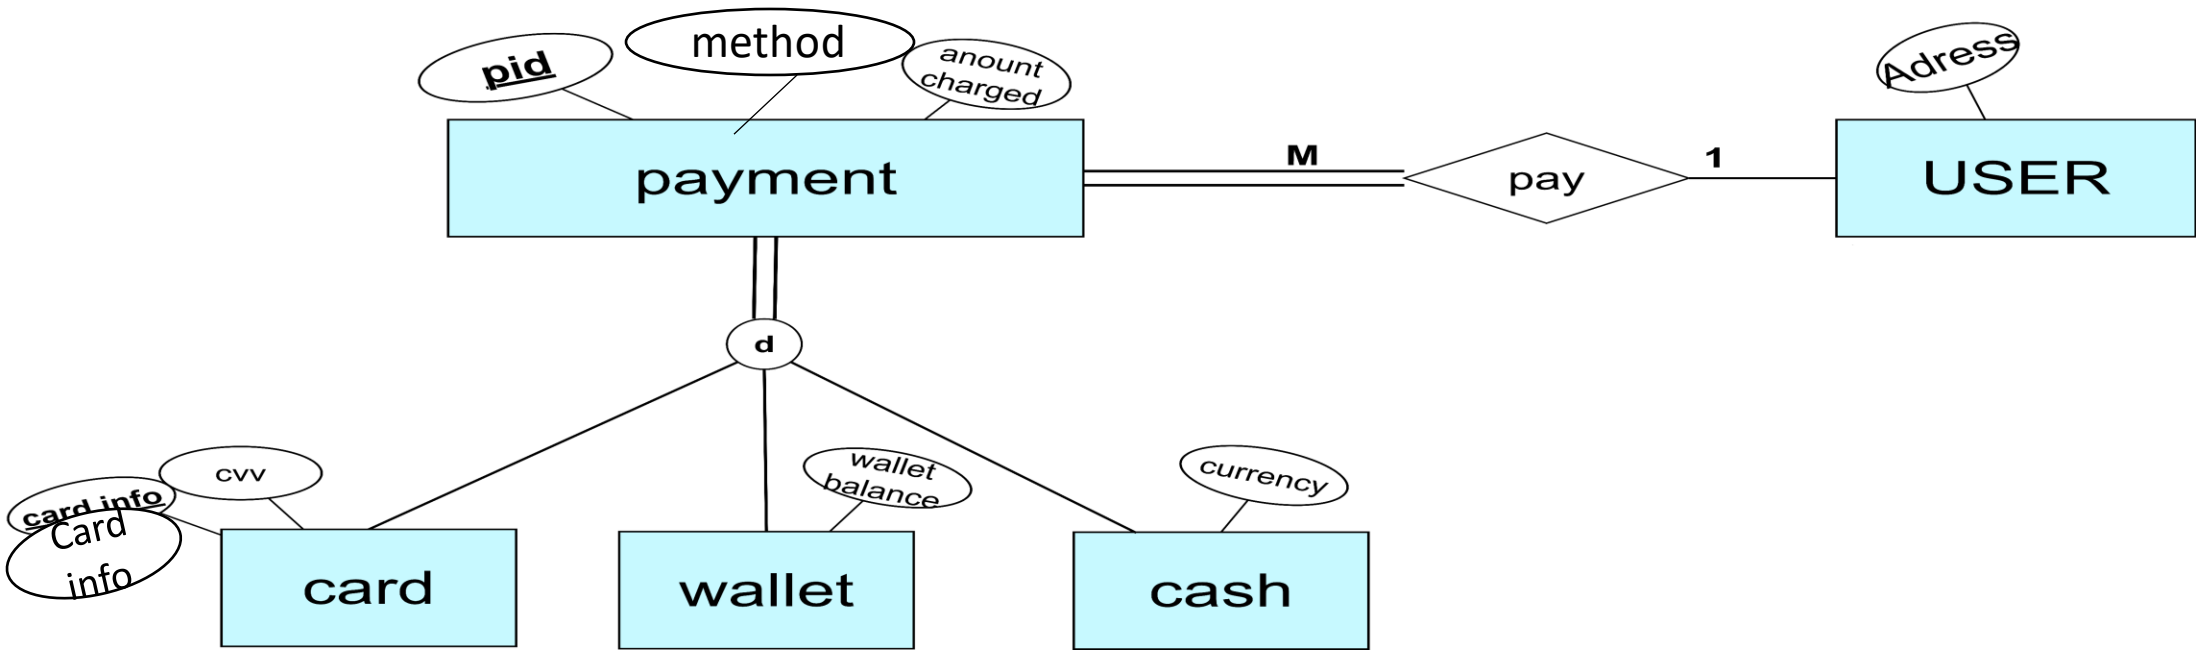 pid
method
anount
charged
Adress
payment
M
pay
1
USER
d
card info
cvv
Card
info
wallet
balance
currency
card
wallet
cash